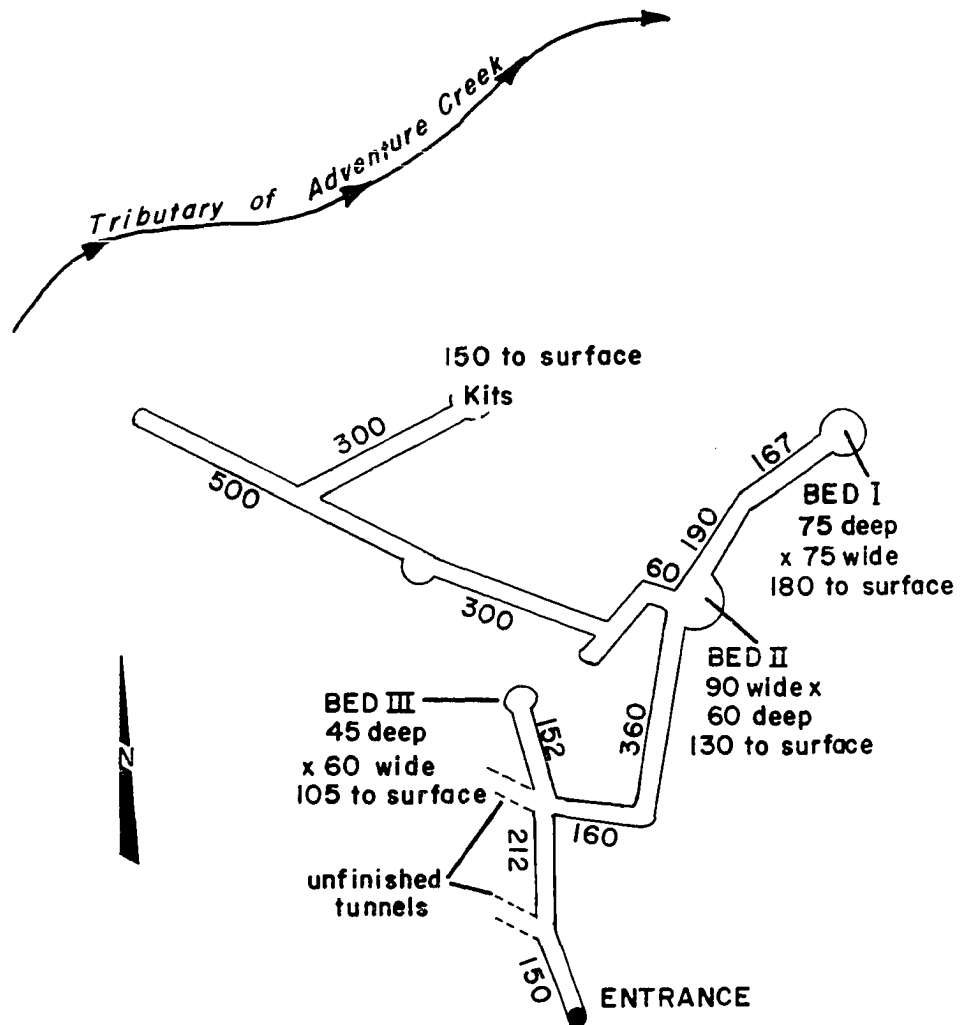 Tributary of Adventure Creek
150 to surface
Kits
300
500
167
BED I
75 deep
x 75 wide
180 to surface
190
60
300
BED II
90 wide x
60 deep
130 to surface
BED III
45 deep
x 60 wide
105 to surface
152
360
N
160
212
unfinished
tunnels
150
ENTRANCE